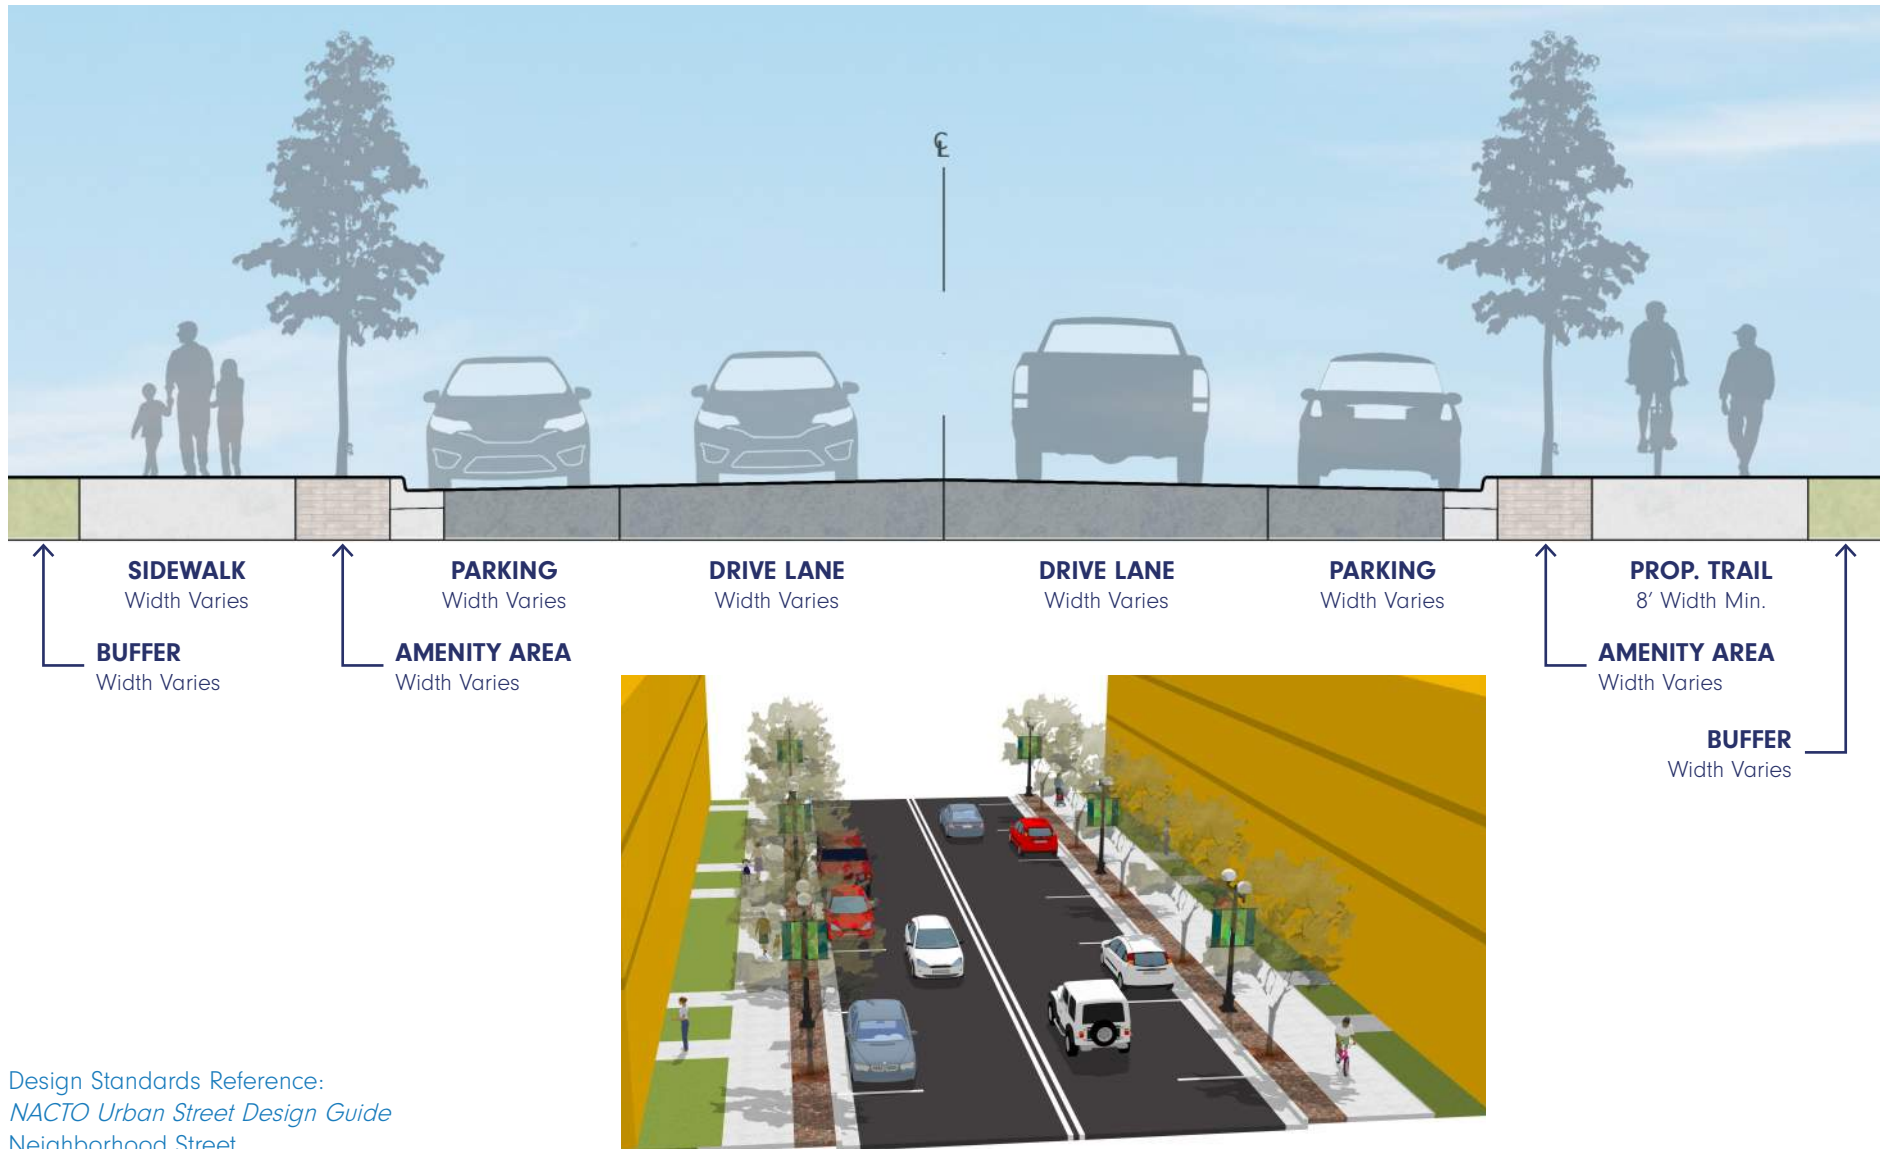 ℄
SIDEWALK
Width Varies
PARKING
Width Varies
DRIVE LANE
Width Varies
DRIVE LANE
Width Varies
PARKING
Width Varies
PROP. TRAIL
8’ Width Min.
BUFFER
Width Varies
AMENITY AREA
Width Varies
AMENITY AREA
Width Varies
BUFFER
Width Varies
Design Standards Reference:
NACTO Urban Street Design Guide
Neighborhood Street